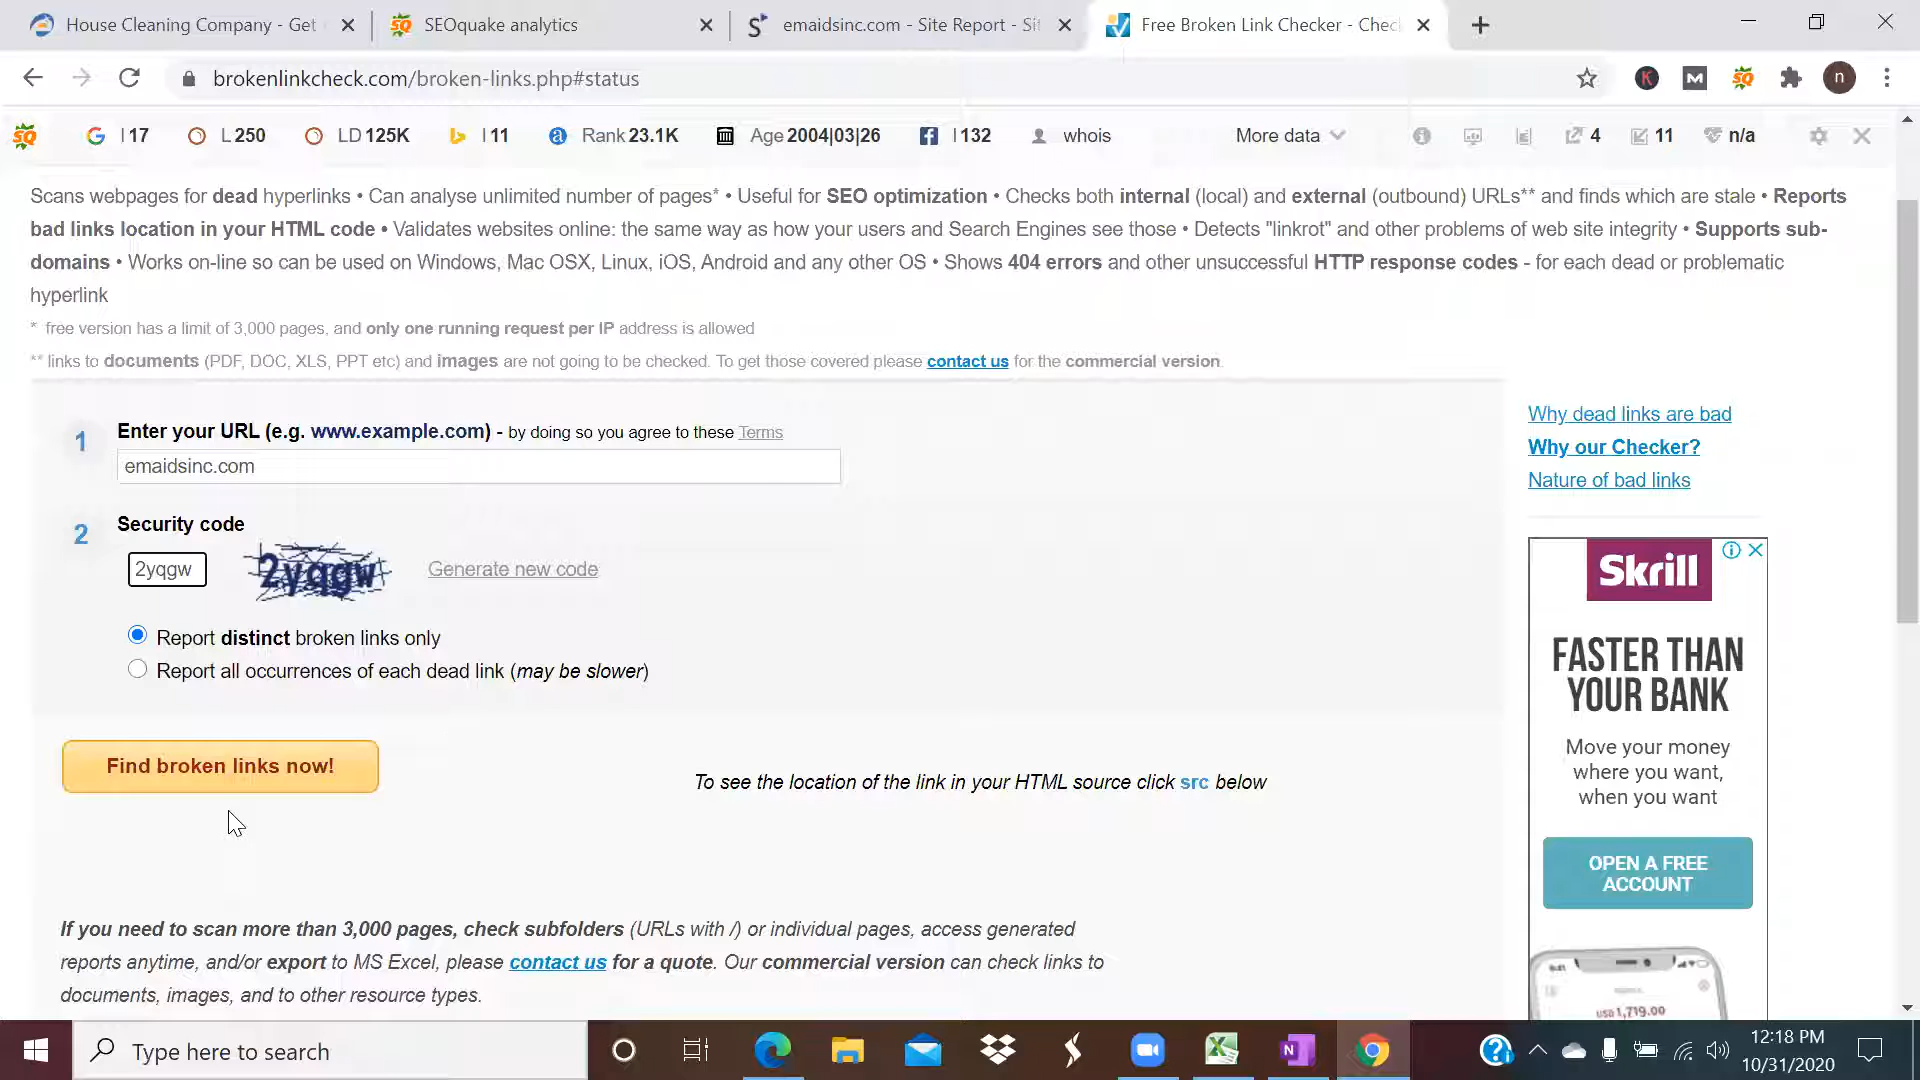 House Cleaning Company - Get
SEOquake analytics
emaidsinc.com - Site Report - Sit
Free Broken Link Checker - Chec
brokenlinkcheck.com/broken-links.php#status
n
I 17
L 250
LD 125K
I 11
Rank 23.1K
Age 2004|03|26
I 132
whois
More data
4
11
n/a
Scans webpages for dead hyperlinks • Can analyse unlimited number of pages* • Useful for SEO optimization • Checks both internal (local) and external (outbound) URLs** and finds which are stale • Reports
bad links location in your HTML code • Validates websites online: the same way as how your users and Search Engines see those • Detects "linkrot" and other problems of web site integrity • Supports sub-
domains • Works on-line so can be used on Windows, Mac OSX, Linux, iOS, Android and any other OS • Shows 404 errors and other unsuccessful HTTP response codes - for each dead or problematic
hyperlink
* free version has a limit of 3,000 pages, and only one running request per IP address is allowed
** links to documents (PDF, DOC, XLS, PPT etc) and images are not going to be checked. To get those covered please contact us for the commercial version.
1
Enter your URL (e.g. www.example.com) - by doing so you agree to these Terms
emaidsinc.com
2
Security code
2yqgw
2yqgw
Generate new code
Report distinct broken links only
Report all occurrences of each dead link (may be slower)
Find broken links now!
To see the location of the link in your HTML source click src below
If you need to scan more than 3,000 pages, check subfolders (URLs with /) or individual pages, access generated
reports anytime, and/or export to MS Excel, please contact us for a quote. Our commercial version can check links to
documents, images, and to other resource types.
Why dead links are bad
Why our Checker?
Nature of bad links
Skrill
FASTER THAN
YOUR BANK
Move your money
where you want,
when you want
OPEN A FREE
ACCOUNT
9:41
USD 1,719.00
Type here to search
12:18 PM
10/31/2020